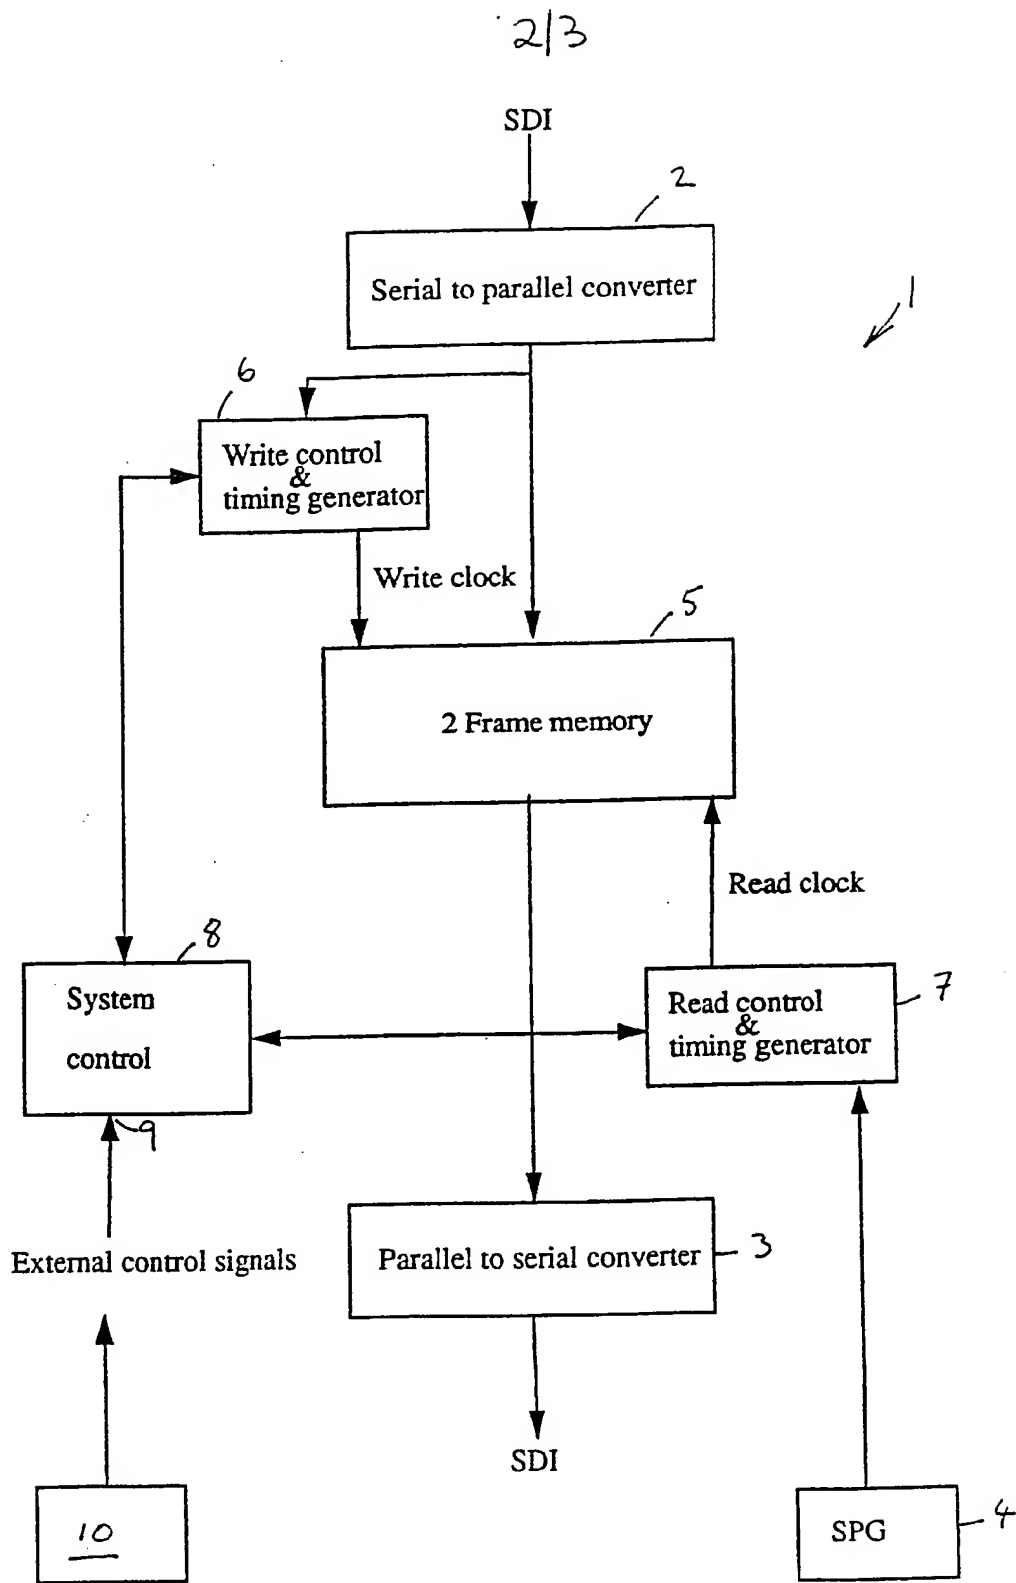 2/3
SDI
2
Serial to parallel converter
1
6
Write control
&
timing generator
Write clock
5
2 Frame memory
Read clock
8
System
control
7
Read control
&
timing generator
9
External control signals
Parallel to serial converter
3
SDI
10
SPG
4